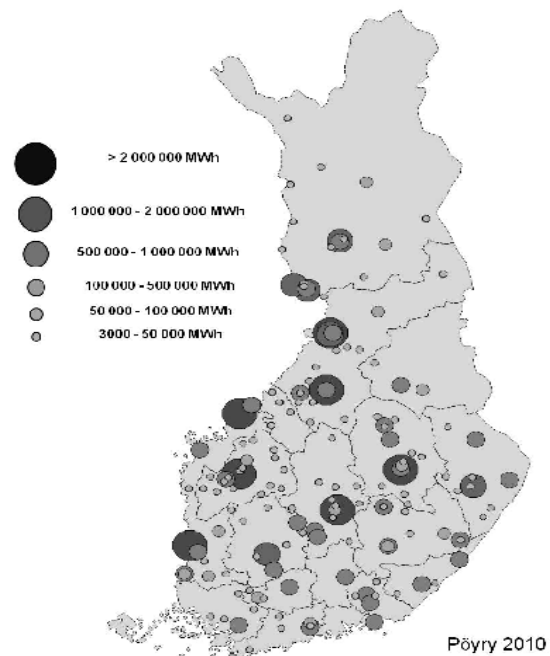 > 2 000 000 MWh
1 000 000 - 2 000 000 MWh
500 000 - 1 000 000 MWh
100 000 - 500 000 MWh
50 000 - 100 000 MWh
3000 - 50 000 MWh
Pöyry 2010